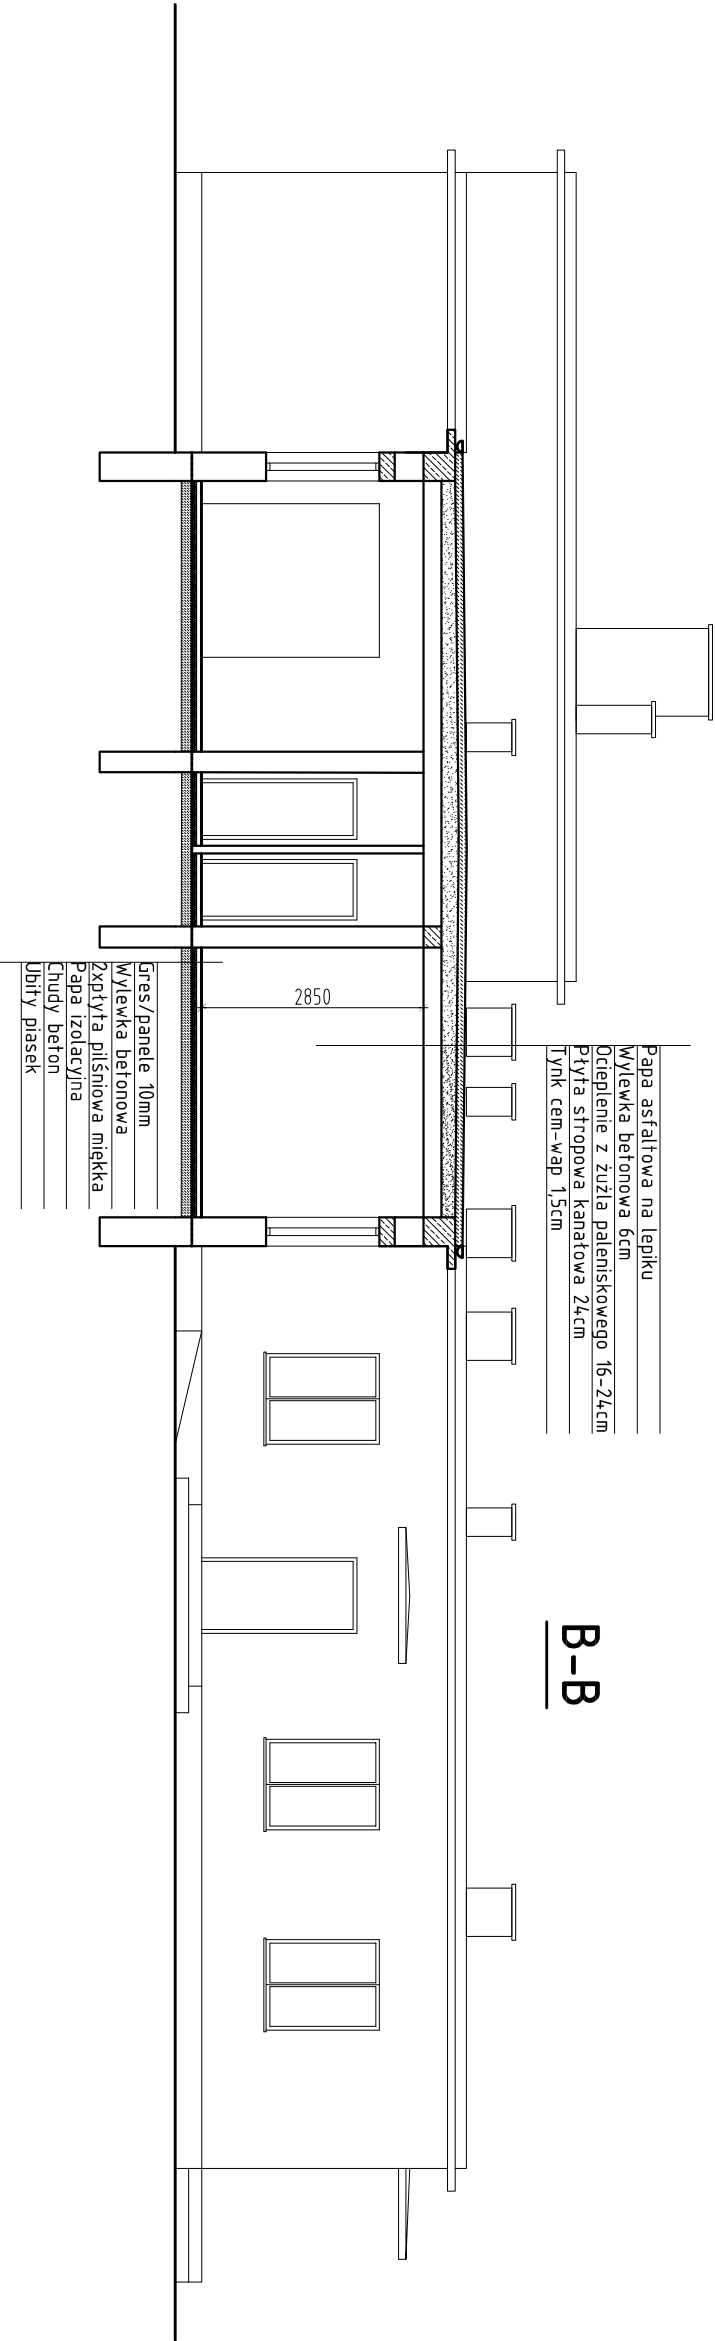 B-B
Papa asfaltowa na lepiku
Wylewka betonowa 6cm
Ocieplenie z żużla paleniskowego 16-24cm
Płyta stropowa kanałowa 24cm
Tynk cem-wap 1,5cm
2850
Gres/panele 10mm
Wylewka betonowa
2xpłyta pilśniowa miękka
Papa izolacyjna
Chudy beton
Ubity piasek